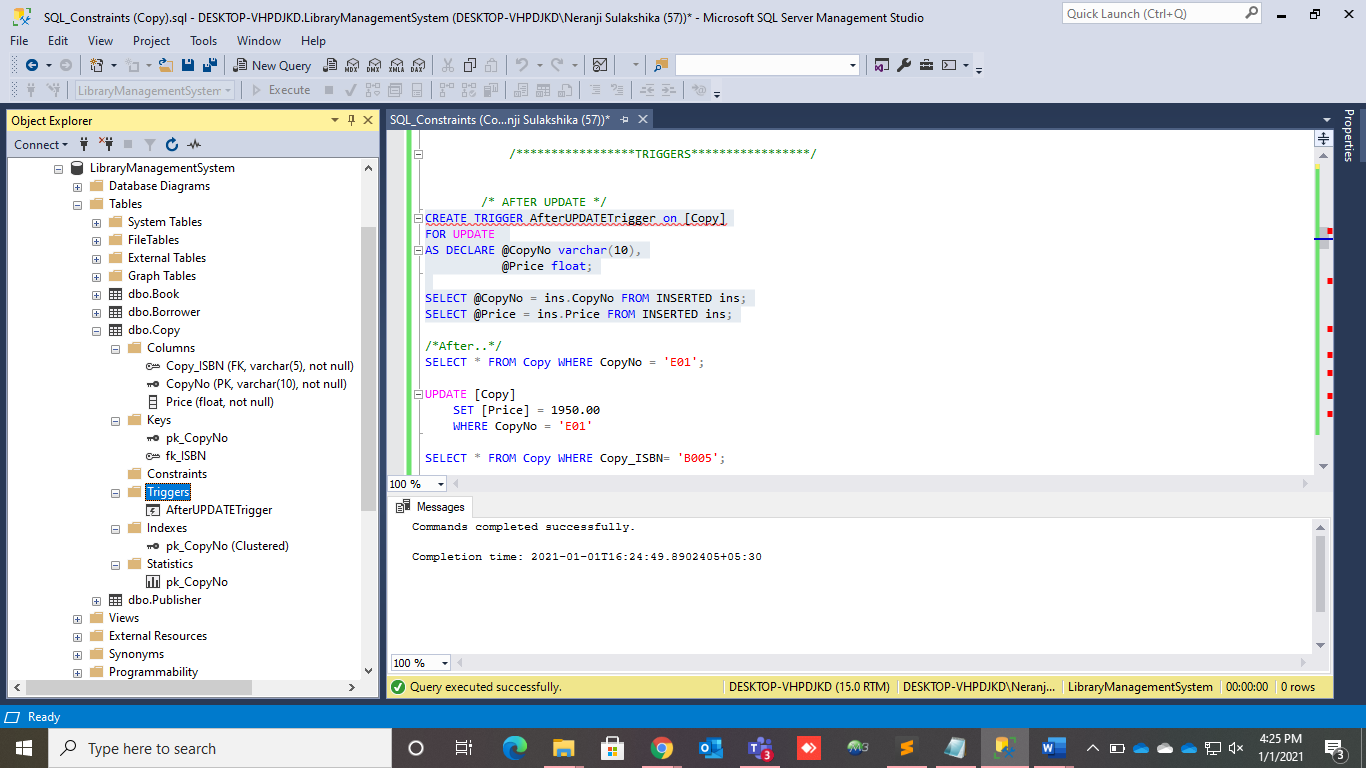 SQL_Constraints (Copy).sql - DESKTOP-VHPDJKD.LibraryManagementSystem (DESKTOP-VHPDJKD\Neranji Sulakshika (57))* - Microsoft SQL Server Management Studio
Quick Launch (Ctrl+Q)
File Edit View Project Tools Window Help
New Query
MDX DMX XMLA DAX
LibraryManagementSystem
Execute
Object Explorer
Connect
LibraryManagementSystem
Database Diagrams
Tables
System Tables
FileTables
External Tables
Graph Tables
dbo.Book
dbo.Borrower
dbo.Copy
Columns
Copy_ISBN (FK, varchar(5), not null)
CopyNo (PK, varchar(10), not null)
Price (float, not null)
Keys
pk_CopyNo
fk_ISBN
Constraints
Triggers
AfterUPDATETrigger
Indexes
pk_CopyNo (Clustered)
Statistics
pk_CopyNo
dbo.Publisher
Views
External Resources
Synonyms
Programmability
SQL_Constraints (Co...nji Sulakshika (57))*
/*****************TRIGGERS*****************/
/* AFTER UPDATE */
CREATE TRIGGER AfterUPDATETrigger on [Copy]
FOR UPDATE
AS DECLARE @CopyNo varchar(10),
@Price float;
SELECT @CopyNo = ins.CopyNo FROM INSERTED ins;
SELECT @Price = ins.Price FROM INSERTED ins;
/*After..*/
SELECT * FROM Copy WHERE CopyNo = 'E01';
UPDATE [Copy]
SET [Price] = 1950.00
WHERE CopyNo = 'E01'
SELECT * FROM Copy WHERE Copy_ISBN= 'B005';
100 %
Messages
Commands completed successfully.
Completion time: 2021-01-01T16:24:49.8902405+05:30
100 %
Query executed successfully.
DESKTOP-VHPDJKD (15.0 RTM)
DESKTOP-VHPDJKD\Neranj...
LibraryManagementSystem
00:00:00
0 rows
Properties
Ready
Type here to search
3
4:25 PM
1/1/2021
3